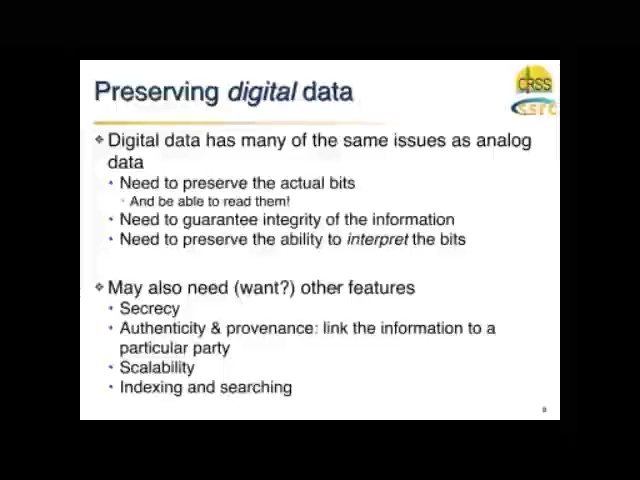 Preserving digital data
CRSS
ssrc
❖ Digital data has many of the same issues as analog
data
• Need to preserve the actual bits
◦ And be able to read them!
• Need to guarantee integrity of the information
• Need to preserve the ability to interpret the bits
❖ May also need (want?) other features
• Secrecy
• Authenticity & provenance: link the information to a
particular party
• Scalability
• Indexing and searching